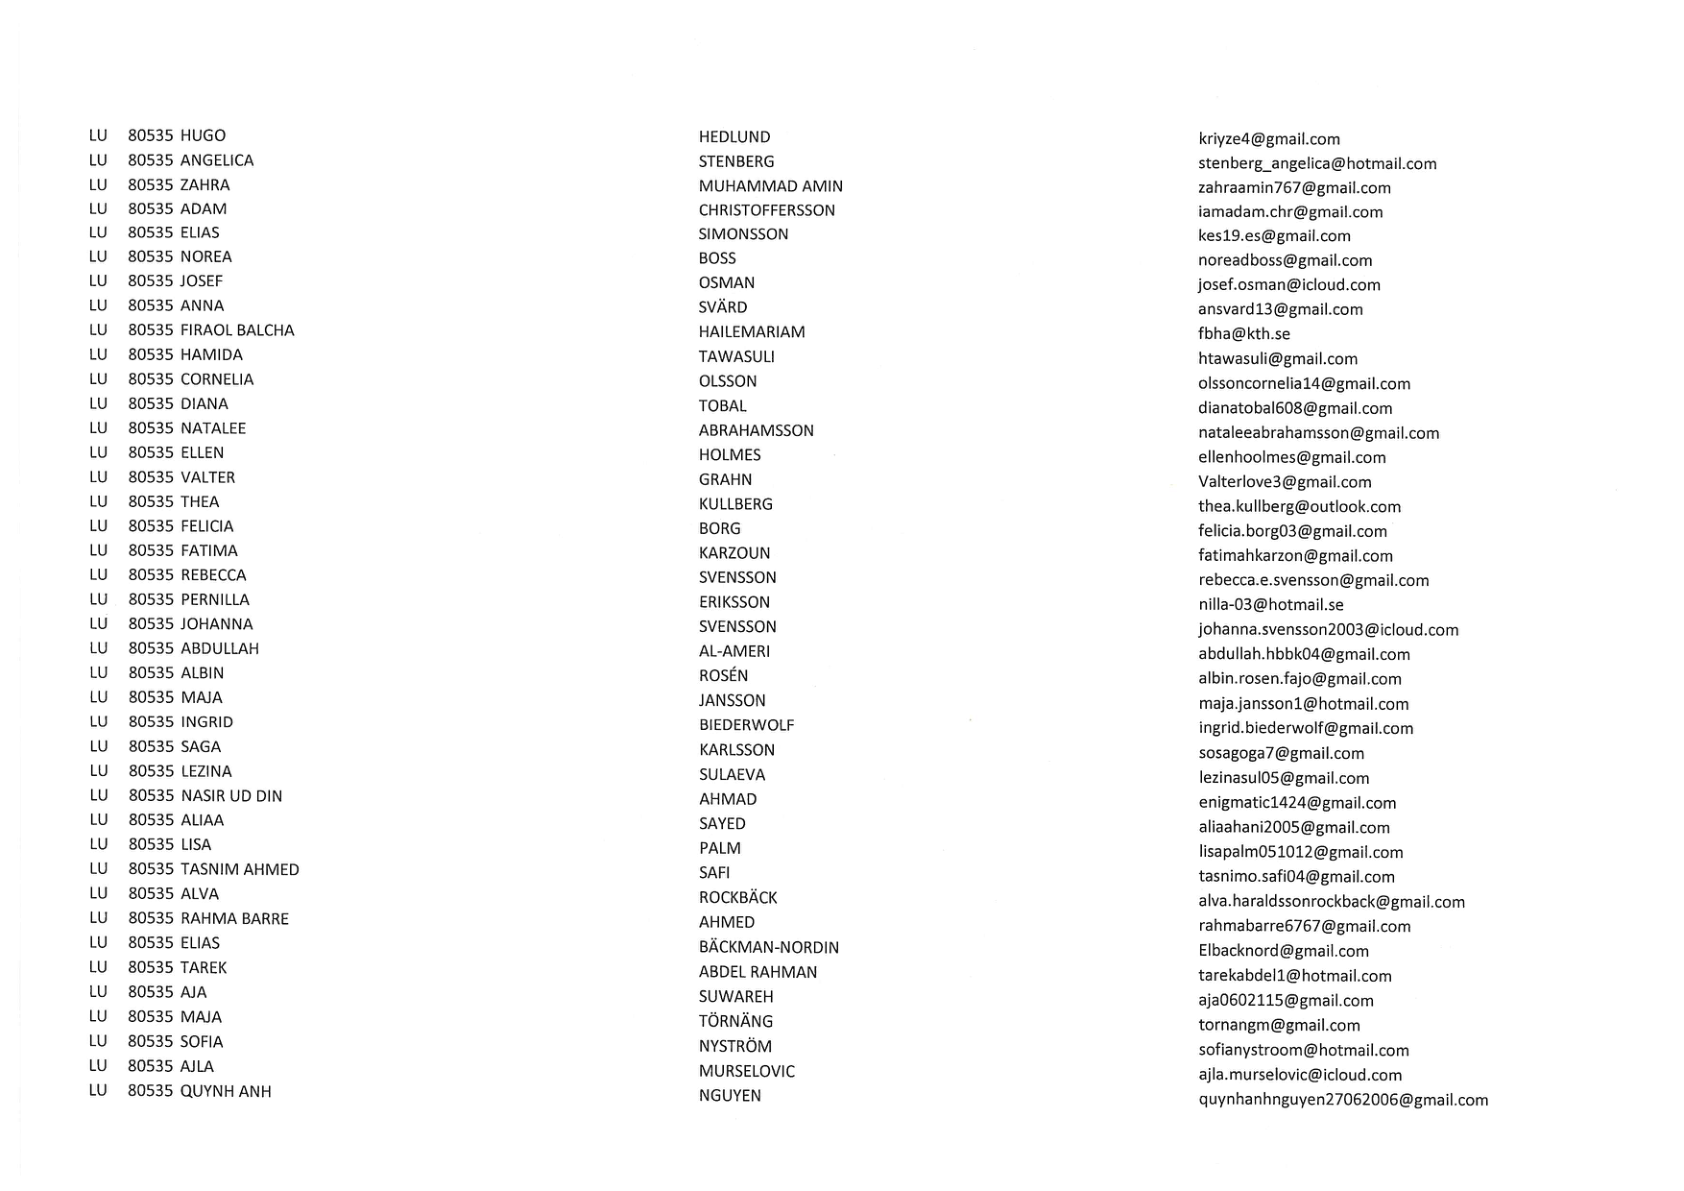 LU 80535 HUGO HEDLUND kriyze4@gmail.com
LU 80535 ANGELICA STENBERG stenberg_angelica@hotmail.com
LU 80535 ZAHRA MUHAMMAD AMIN zahraamin767@gmail.com
LU 80535 ADAM CHRISTOFFERSSON iamadam.chr@gmail.com
LU 80535 ELIAS SIMONSSON kes19.es@gmail.com
LU 80535 NOREA BOSS noreadboss@gmail.com
LU 80535 JOSEF OSMAN josef.osman@icloud.com
LU 80535 ANNA SVÄRD ansvard13@gmail.com
LU 80535 FIRAOL BALCHA HAILEMARIAM fbha@kth.se
LU 80535 HAMIDA TAWASULI htawasuli@gmail.com
LU 80535 CORNELIA OLSSON olssoncornelia14@gmail.com
LU 80535 DIANA TOBAL dianatobal608@gmail.com
LU 80535 NATALEE ABRAHAMSSON nataleeabrahamsson@gmail.com
LU 80535 ELLEN HOLMES ellenhoolmes@gmail.com
LU 80535 VALTER GRAHN Valterlove3@gmail.com
LU 80535 THEA KULLBERG thea.kullberg@outlook.com
LU 80535 FELICIA BORG felicia.borg03@gmail.com
LU 80535 FATIMA KARZOUN fatimahkarzon@gmail.com
LU 80535 REBECCA SVENSSON rebecca.e.svensson@gmail.com
LU 80535 PERNILLA ERIKSSON nilla-03@hotmail.se
LU 80535 JOHANNA SVENSSON johanna.svensson2003@icloud.com
LU 80535 ABDULLAH AL-AMERI abdullah.hbbk04@gmail.com
LU 80535 ALBIN ROSÉN albin.rosen.fajo@gmail.com
LU 80535 MAJA JANSSON maja.jansson1@hotmail.com
LU 80535 INGRID BIEDERWOLF ingrid.biederwolf@gmail.com
LU 80535 SAGA KARLSSON sosagoga7@gmail.com
LU 80535 LEZINA SULAEVA lezinasul05@gmail.com
LU 80535 NASIR UD DIN AHMAD enigmatic1424@gmail.com
LU 80535 ALIAA SAYED aliaahani2005@gmail.com
LU 80535 LISA PALM lisapalm051012@gmail.com
LU 80535 TASNIM AHMED SAFI tasnimo.safi04@gmail.com
LU 80535 ALVA ROCKBÄCK alva.haraldssonrockback@gmail.com
LU 80535 RAHMA BARRE AHMED rahmabarre6767@gmail.com
LU 80535 ELIAS BÄCKMAN-NORDIN Elbacknord@gmail.com
LU 80535 TAREK ABDEL RAHMAN tarekabdel1@hotmail.com
LU 80535 AJA SUWAREH aja0602115@gmail.com
LU 80535 MAJA TÖRNÄNG tornangm@gmail.com
LU 80535 SOFIA NYSTRÖM sofianystroom@hotmail.com
LU 80535 AJLA MURSELOVIC ajla.murselovic@icloud.com
LU 80535 QUYNH ANH NGUYEN quynhanhnguyen27062006@gmail.com